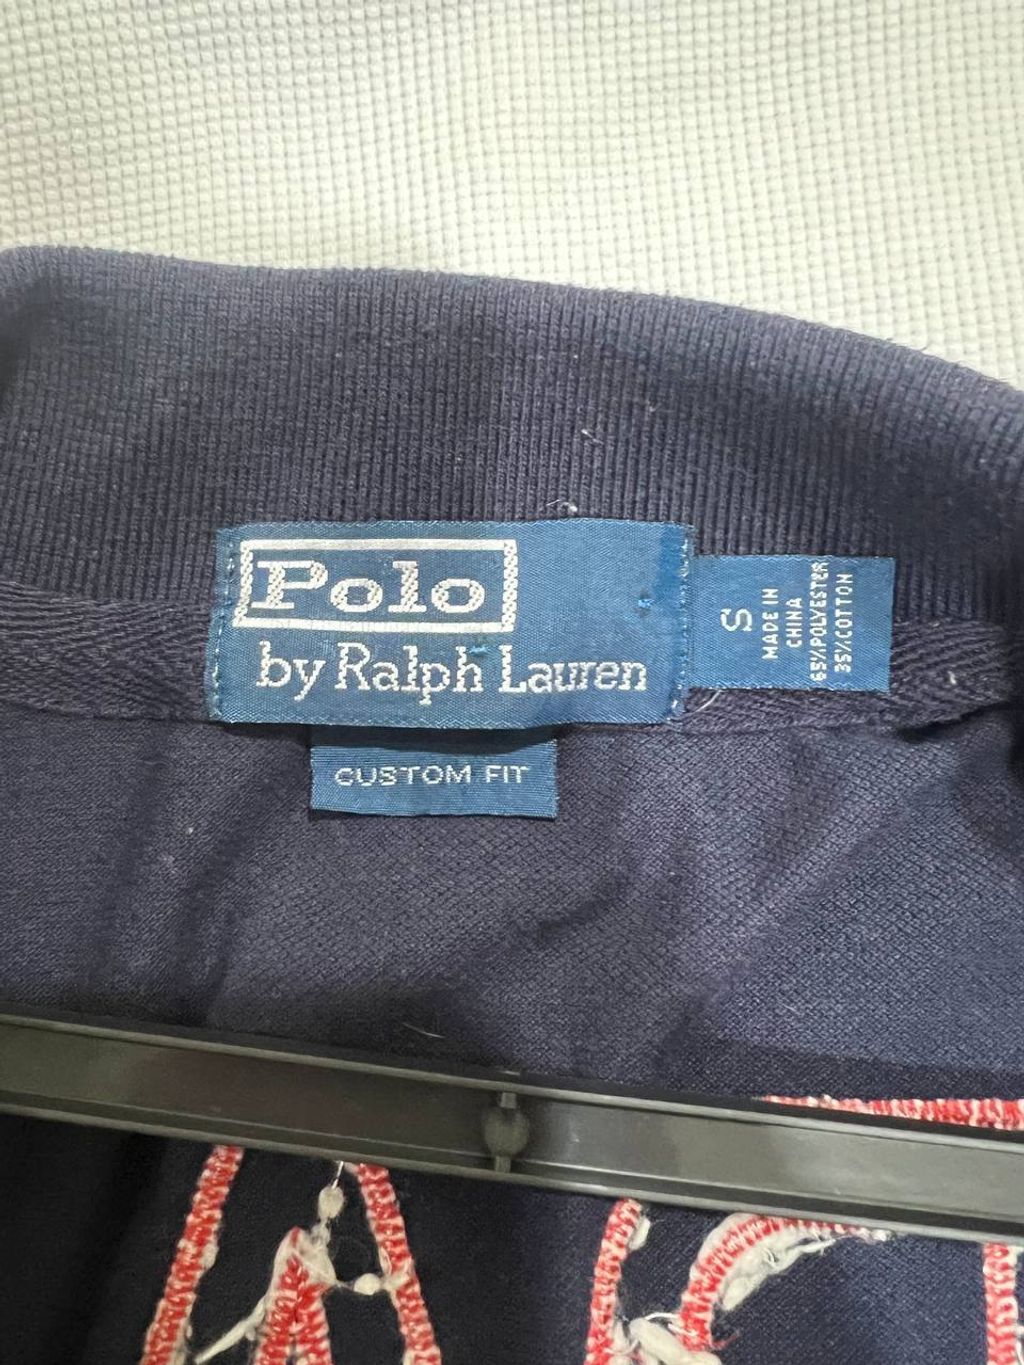 Polo
by Ralph Lauren
CUSTOM FIT
S
MADE IN
CHINA
65% POLYESTER
35% COTTON